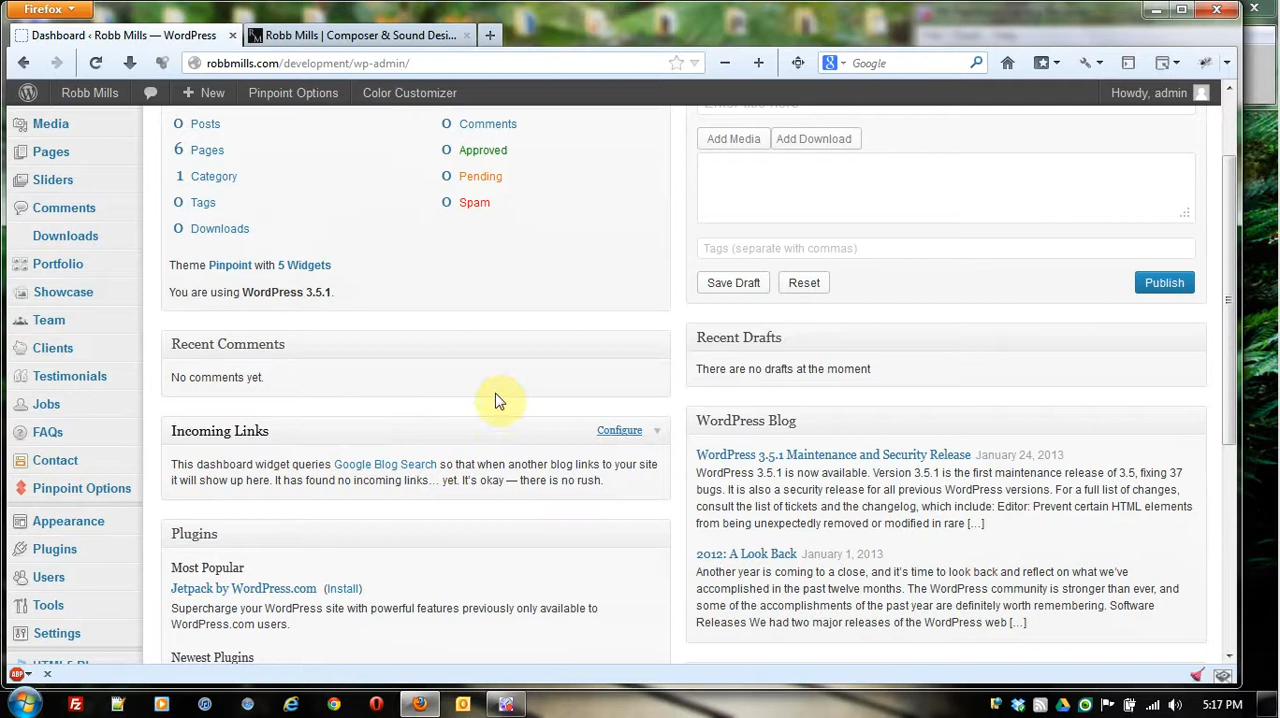 Firefox
Dashboard ‹ Robb Mills — WordPress
Robb Mills | Composer & Sound Desi...
robbmills.com/development/wp-admin/
Google
Robb Mills
New
Pinpoint Options
Color Customizer
Howdy, admin
Media
Pages
Sliders
Comments
Downloads
Portfolio
Showcase
Team
Clients
Testimonials
Jobs
FAQs
Contact
Pinpoint Options
Appearance
Plugins
Users
Tools
Settings
0 Posts
0 Comments
6 Pages
0 Approved
1 Category
0 Pending
0 Tags
0 Spam
0 Downloads
Theme Pinpoint with 5 Widgets
You are using WordPress 3.5.1.
Recent Comments
No comments yet.
Incoming Links
Configure
This dashboard widget queries Google Blog Search so that when another blog links to your site
it will show up here. It has found no incoming links… yet. It's okay — there is no rush.
Plugins
Most Popular
Jetpack by WordPress.com (Install)
Supercharge your WordPress site with powerful features previously only available to
WordPress.com users.
Newest Plugins
Add Media
Add Download
Tags (separate with commas)
Save Draft
Reset
Publish
Recent Drafts
There are no drafts at the moment
WordPress Blog
WordPress 3.5.1 Maintenance and Security Release January 24, 2013
WordPress 3.5.1 is now available. Version 3.5.1 is the first maintenance release of 3.5, fixing 37
bugs. It is also a security release for all previous WordPress versions. For a full list of changes,
consult the list of tickets and the changelog, which include: Editor: Prevent certain HTML elements
from being unexpectedly removed or modified in rare […]
2012: A Look Back January 1, 2013
Another year is coming to a close, and it's time to look back and reflect on what we've
accomplished in the past twelve months. The WordPress community is stronger than ever, and
some of the accomplishments of the past year are definitely worth remembering. Software
Releases We had two major releases of the WordPress web […]
ABP
5:17 PM